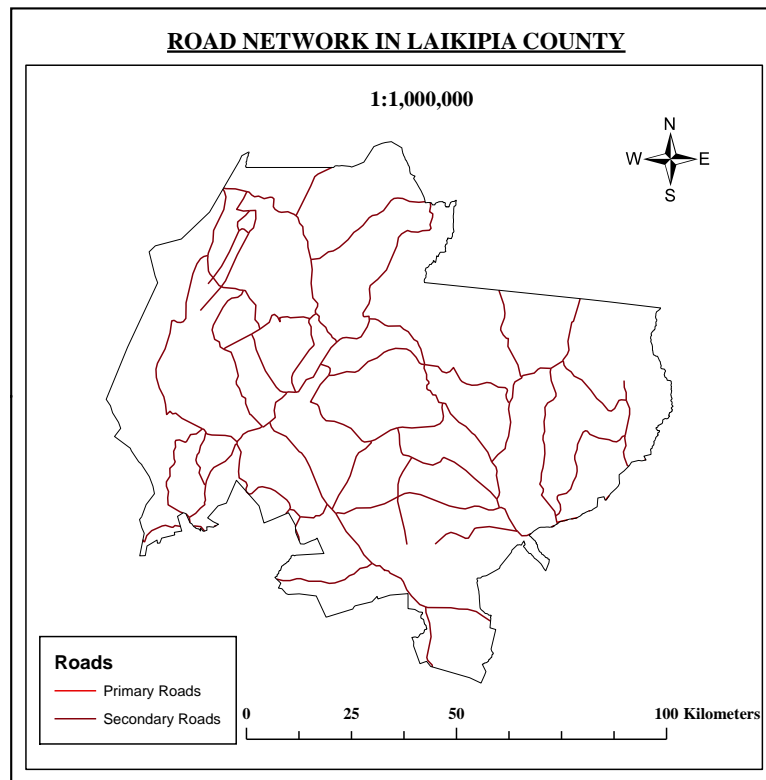 ROAD NETWORK IN LAIKIPIA COUNTY
1:1,000,000
N
W E
S
Roads
Primary Roads
Secondary Roads
0 25 50 100 Kilometers